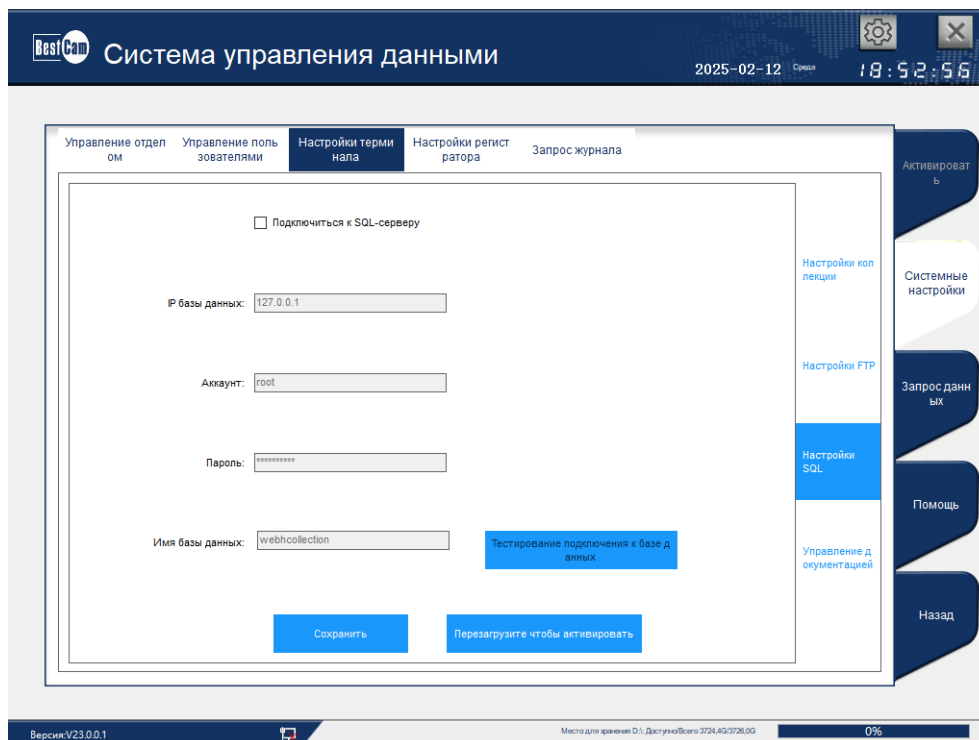 BestCam
Система управления данными
2025-02-12 Среда
18:52:56
Управление отдел
ом
Управление поль
зователями
Настройки терми
нала
Настройки регист
ратора
Запрос журнала
Активироват
ь
Подключиться к SQL-серверу
Настройки кол
лекции
Системные
настройки
IP базы данных: 127.0.0.1
Настройки FTP
Аккаунт: root
Запрос данн
ых
Пароль: **********
Настройки
SQL
Помощь
Имя базы данных: webhcollection
Тестирование подключения к базе д
анных
Управление д
окументацией
Сохранить
Перезагрузите чтобы активировать
Назад
Версия:V23.0.0.1
Место для хранения D:\: Доступно/Всего 3724,4G/3726,0G
0%